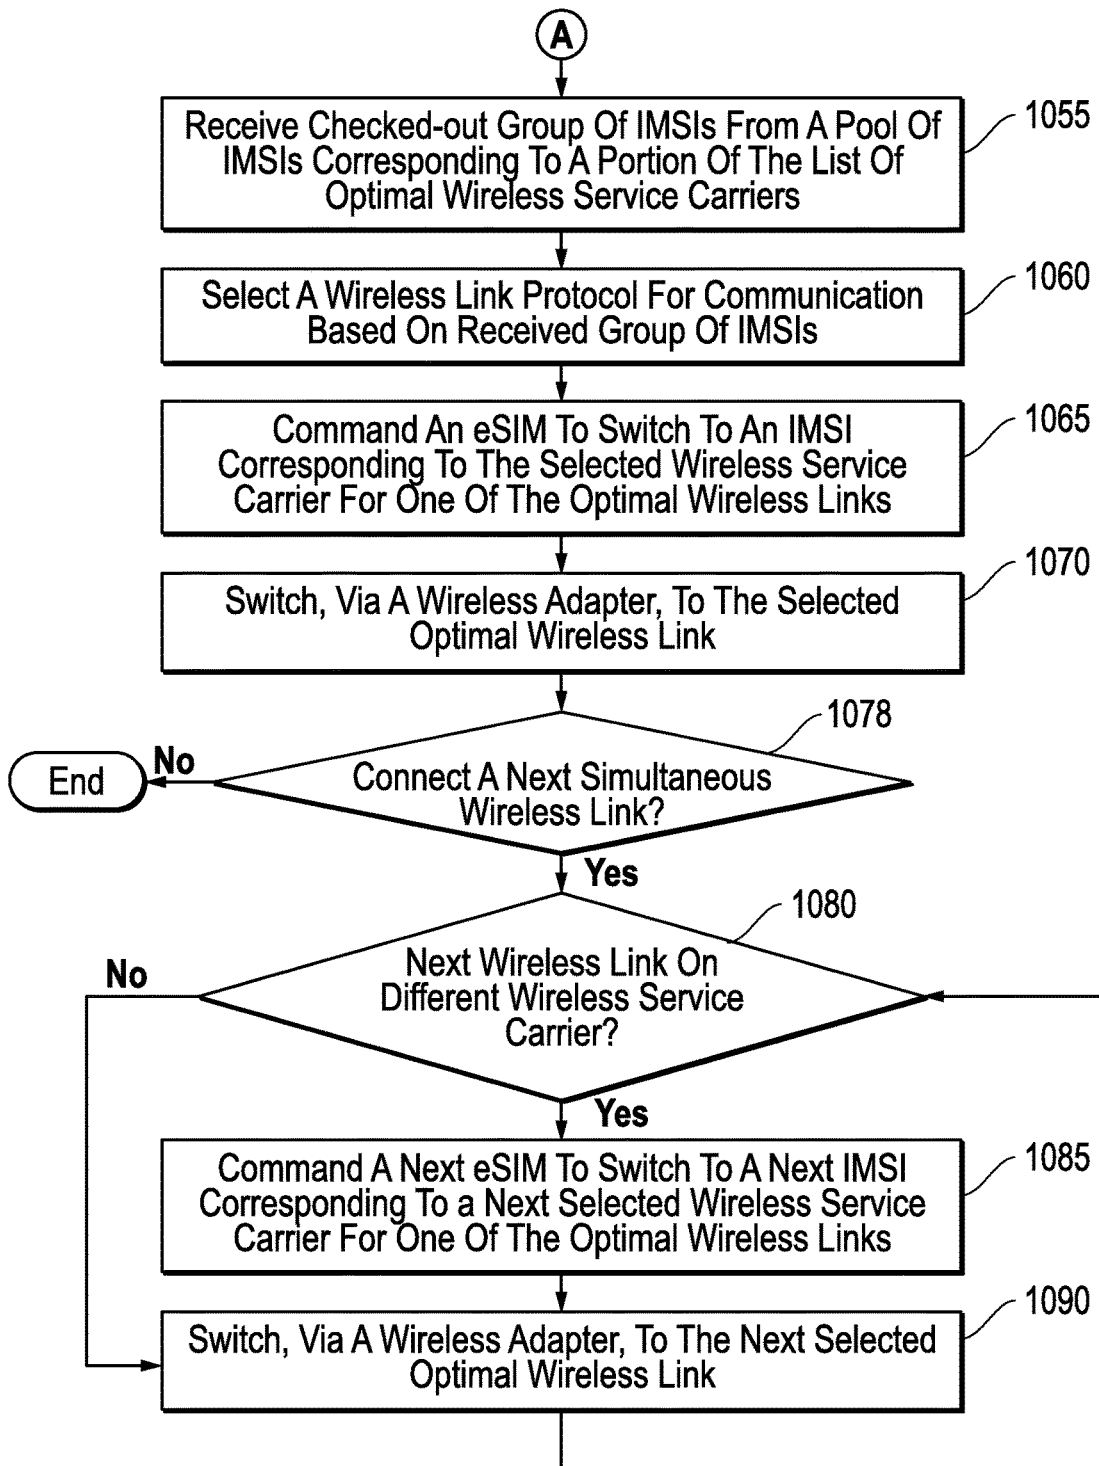 A
Receive Checked-out Group Of IMSIs From A Pool Of
IMSIs Corresponding To A Portion Of The List Of
Optimal Wireless Service Carriers
1055
Select A Wireless Link Protocol For Communication
Based On Received Group Of IMSIs
1060
Command An eSIM To Switch To An IMSI
Corresponding To The Selected Wireless Service
Carrier For One Of The Optimal Wireless Links
1065
Switch, Via A Wireless Adapter, To The Selected
Optimal Wireless Link
1070
1078
Connect A Next Simultaneous
Wireless Link?
No
End
Yes
1080
Next Wireless Link On
Different Wireless Service
Carrier?
No
Yes
Command A Next eSIM To Switch To A Next IMSI
Corresponding To a Next Selected Wireless Service
Carrier For One Of The Optimal Wireless Links
1085
Switch, Via A Wireless Adapter, To The Next Selected
Optimal Wireless Link
1090